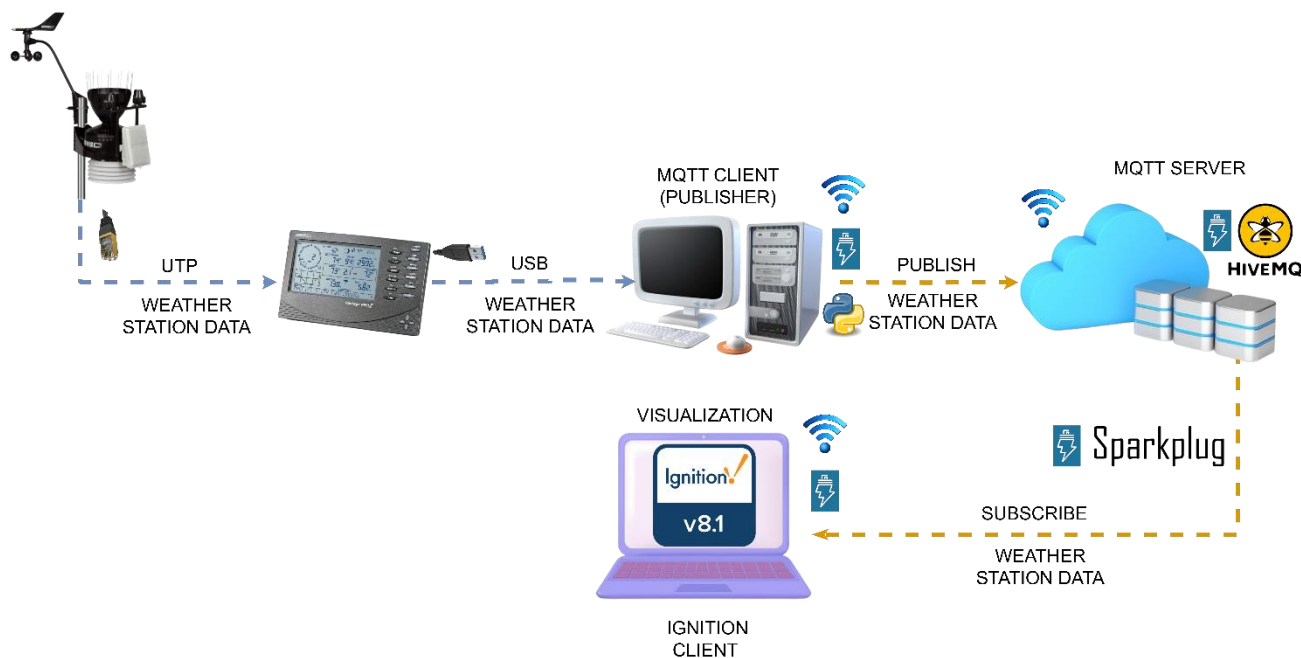 MQTT CLIENT
(PUBLISHER)
MQTT SERVER
HIVEMQ
UTP
WEATHER
STATION DATA
USB
WEATHER
STATION DATA
PUBLISH
WEATHER
STATION DATA
VISUALIZATION
Ignition!
v8.1
Sparkplug
SUBSCRIBE
WEATHER
STATION DATA
IGNITION
CLIENT